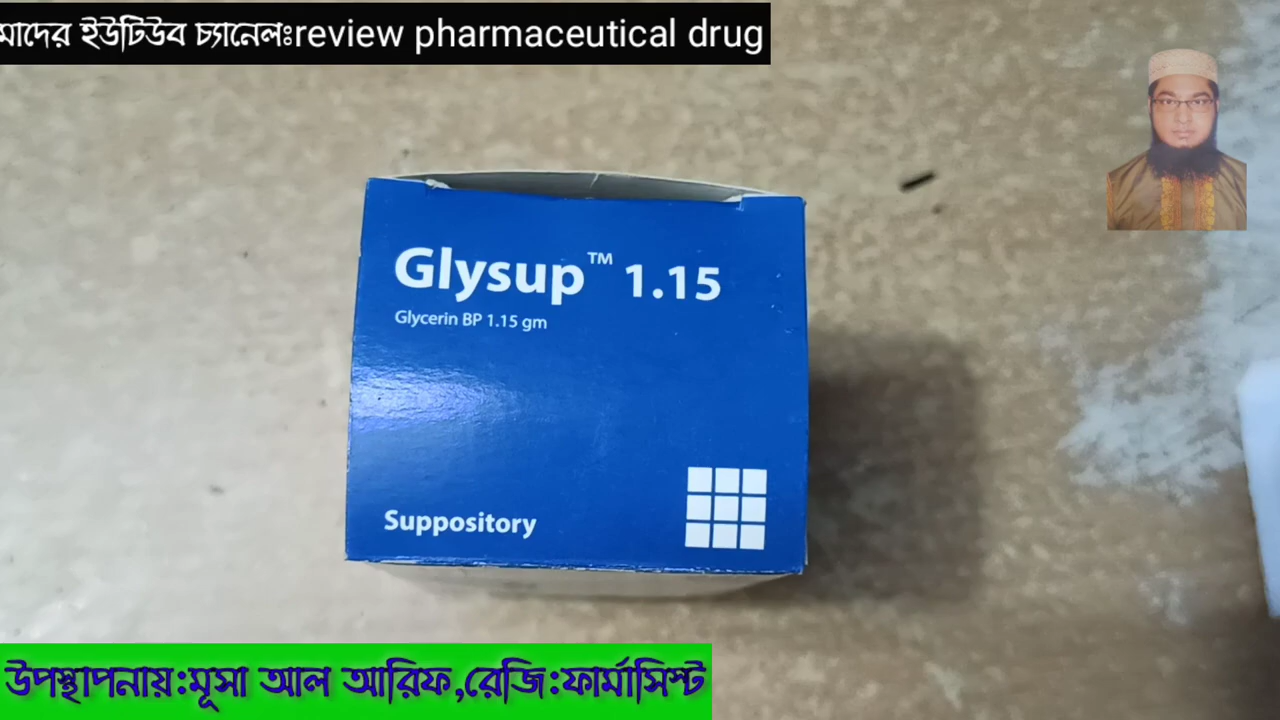 মাদের ইউটিউব চ্যানেলঃreview pharmaceutical drug
Glysup™ 1.15
Glycerin BP 1.15 gm
Suppository
উপস্থাপনায়:মূসা আল আরিফ,রেজি:ফার্মাসিস্ট